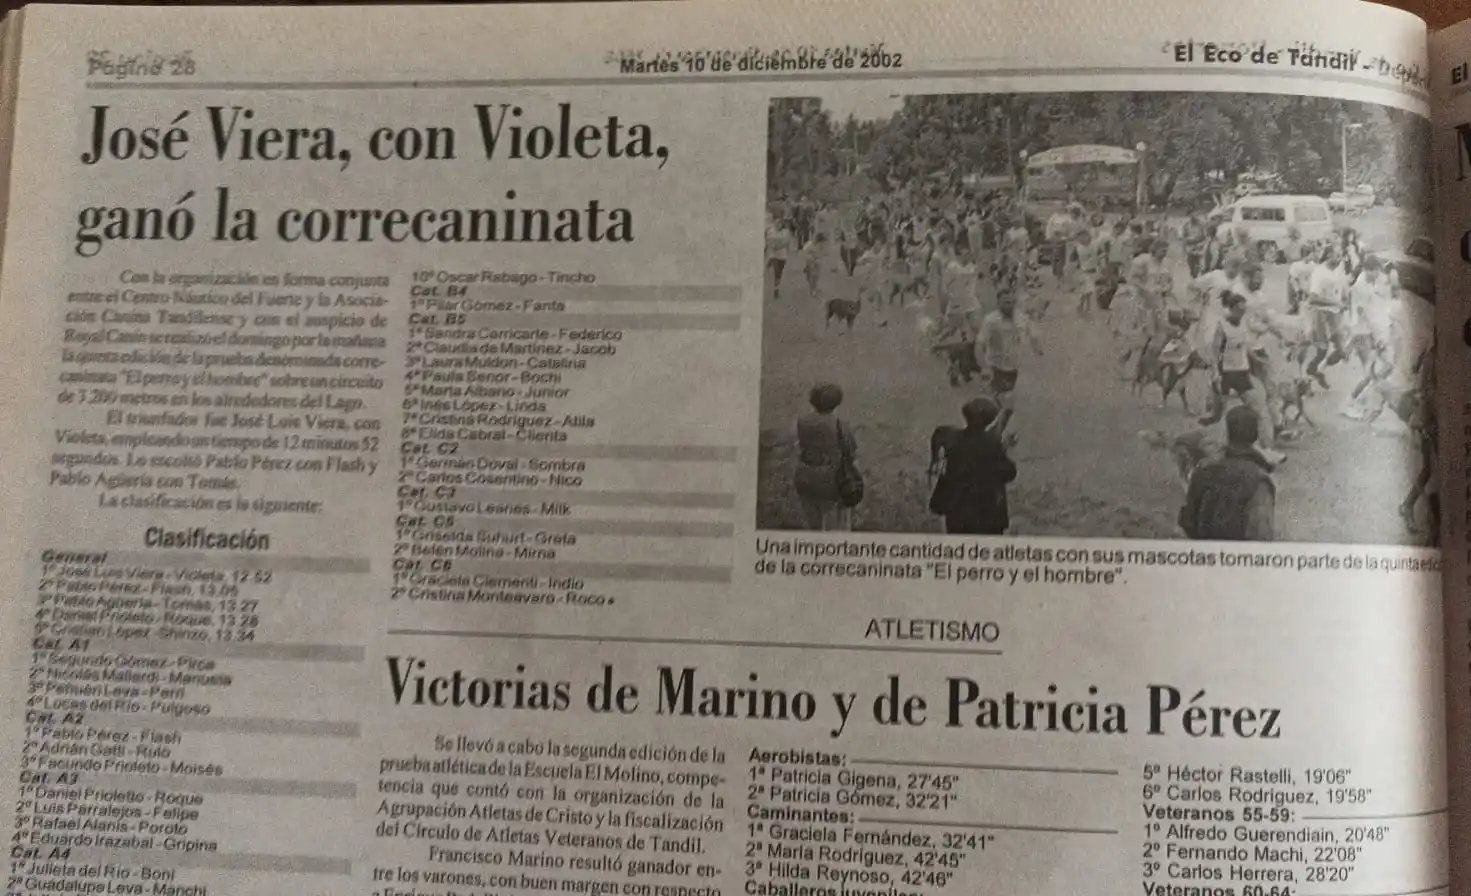 Página 28
Martes 10 de diciembre de 2002
El Eco de Tandil -
José Viera, con Violeta,
ganó la correcaninata
Con la organización en forma conjunta
entre el Centro Náutico del Fuerte y la Asocia-
ción Canina Tandilense y con el auspicio de
Royal Canin se realizó el domingo por la mañana
la quinta edición de la prueba denominada corre-
caninata "El perro y el hombre" sobre un circuito
de 3.200 metros en los alrededores del Lago.
El triunfador fue José Luis Viera, con
Violeta, empleando un tiempo de 12 minutos 52
segundos. Lo escoltó Pablo Pérez con Flash y
Pablo Agüería con Tomás.
La clasificación es la siguiente:
Clasificación
General
1º José Luis Viera - Violeta, 12.52
2º Pablo Pérez - Flash, 13.05
3º Pablo Agüería - Tomás, 13.27
4º Daniel Prioleto - Roque, 13.28
5º Cristian López - Shinzo, 13.34
Cat. A1
1º Segundo Gómez - Pirca
2º Nicolás Mallerdi - Manuela
3º Pehuén Leva - Perri
4º Lucas del Río - Pulgoso
Cat. A2
1º Pablo Pérez - Flash
2º Adrián Gatti - Rulo
3º Facundo Prioleto - Moisés
Cat. A3
1º Daniel Prioletto - Roque
2º Luis Parralejos - Felipe
3º Rafael Alanis - Poroto
4º Eduardo Irazabal - Gripina
Cat. A4
1º Julieta del Río - Boni
2º Guadalupe Leva - Manchi
10º Oscar Rabago - Tincho
Cat. B4
1º Pilar Gómez - Fanta
Cat. B5
1º Sandra Carricarte - Federico
2º Claudia de Martínez - Jacob
3º Laura Muldon - Catalina
4º Paula Senor - Bochi
5º Marta Albano - Junior
6º Inés López - Linda
7º Cristina Rodríguez - Atila
8º Elida Cabral - Clienta
Cat. C2
1º Germán Doval - Sombra
2º Carlos Cosentino - Nico
Cat. C3
1º Gustavo Leanes - Milk
Cat. C5
1º Griselda Suhurt - Greta
2º Belén Molina - Mirna
Cat. C6
1º Graciela Clementi - Indio
2º Cristina Monteavaro - Roco
Una importante cantidad de atletas con sus mascotas tomaron parte de la quinta
de la correcaninata "El perro y el hombre".
ATLETISMO
Victorias de Marino y de Patricia Pérez
Se llevó a cabo la segunda edición de la
prueba atlética de la Escuela El Molino, compe-
tencia que contó con la organización de la
Agrupación Atletas de Cristo y la fiscalización
del Círculo de Atletas Veteranos de Tandil.
Francisco Marino resultó ganador en-
tre los varones, con buen margen con respecto
Aerobistas:
1ª Patricia Gigena, 27'45"
2ª Patricia Gómez, 32'21"
Caminantes:
1ª Graciela Fernández, 32'41"
2ª María Rodríguez, 42'45"
3ª Hilda Reynoso, 42'46"
Caballeros juveniles:
5º Héctor Rastelli, 19'06"
6º Carlos Rodriguez, 19'58"
Veteranos 55-59:
1º Alfredo Guerendiain, 20'48"
2º Fernando Machi, 22'08"
3º Carlos Herrera, 28'20"
Veteranos 60-64: